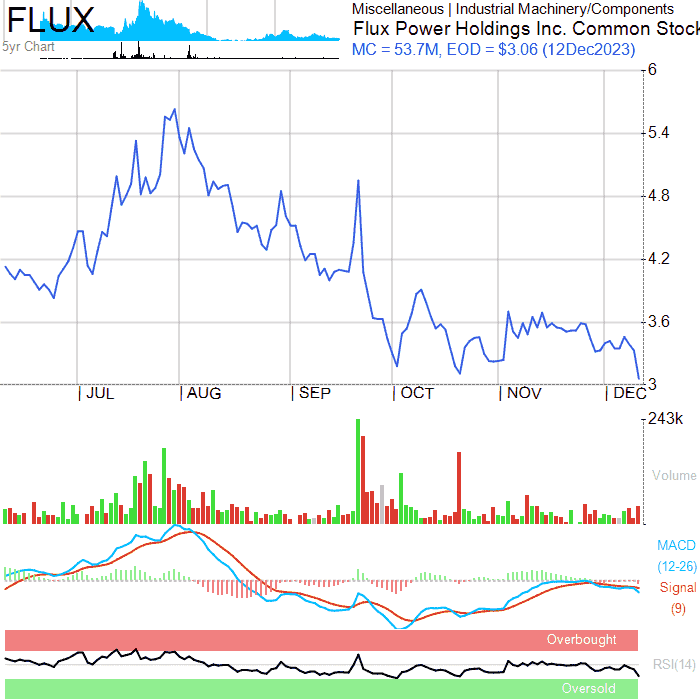 FLUX
5yr Chart
Miscellaneous | Industrial Machinery/Components
Flux Power Holdings Inc. Common Stock
MC = 53.7M, EOD = $3.06 (12Dec2023)
6
5.4
4.8
4.2
3.6
3
JUL AUG SEP OCT NOV DEC
243k
Volume
MACD
(12-26)
Signal
(9)
Overbought
RSI(14)
Oversold